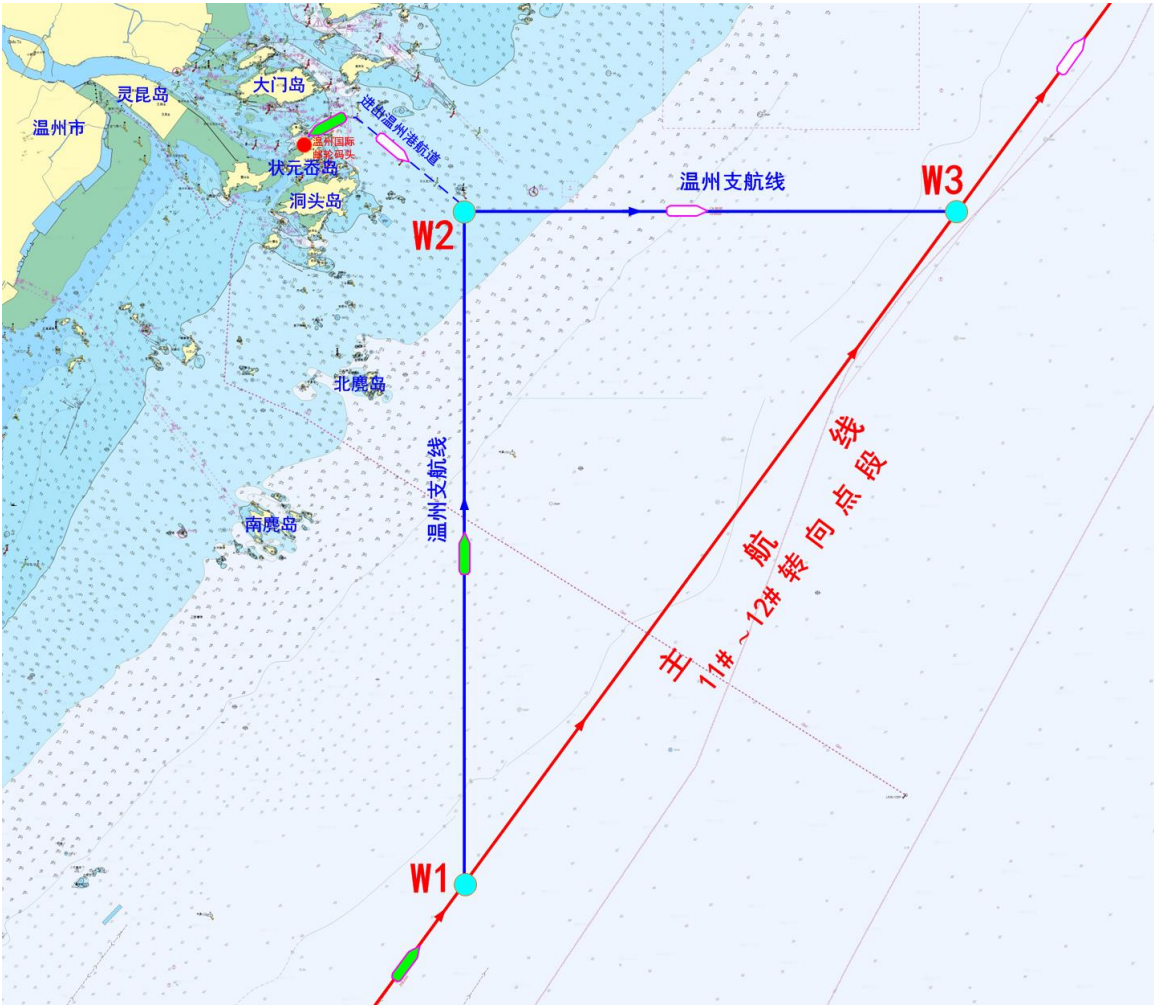 大门岛
灵昆岛
温州市
进出温州港航道
温州国际
邮轮码头
状元岙岛
洞头岛
温州支航线
W3
W2
北麂岛
温州支航线
南麂岛
主航线
11#~12#转向点段
W1